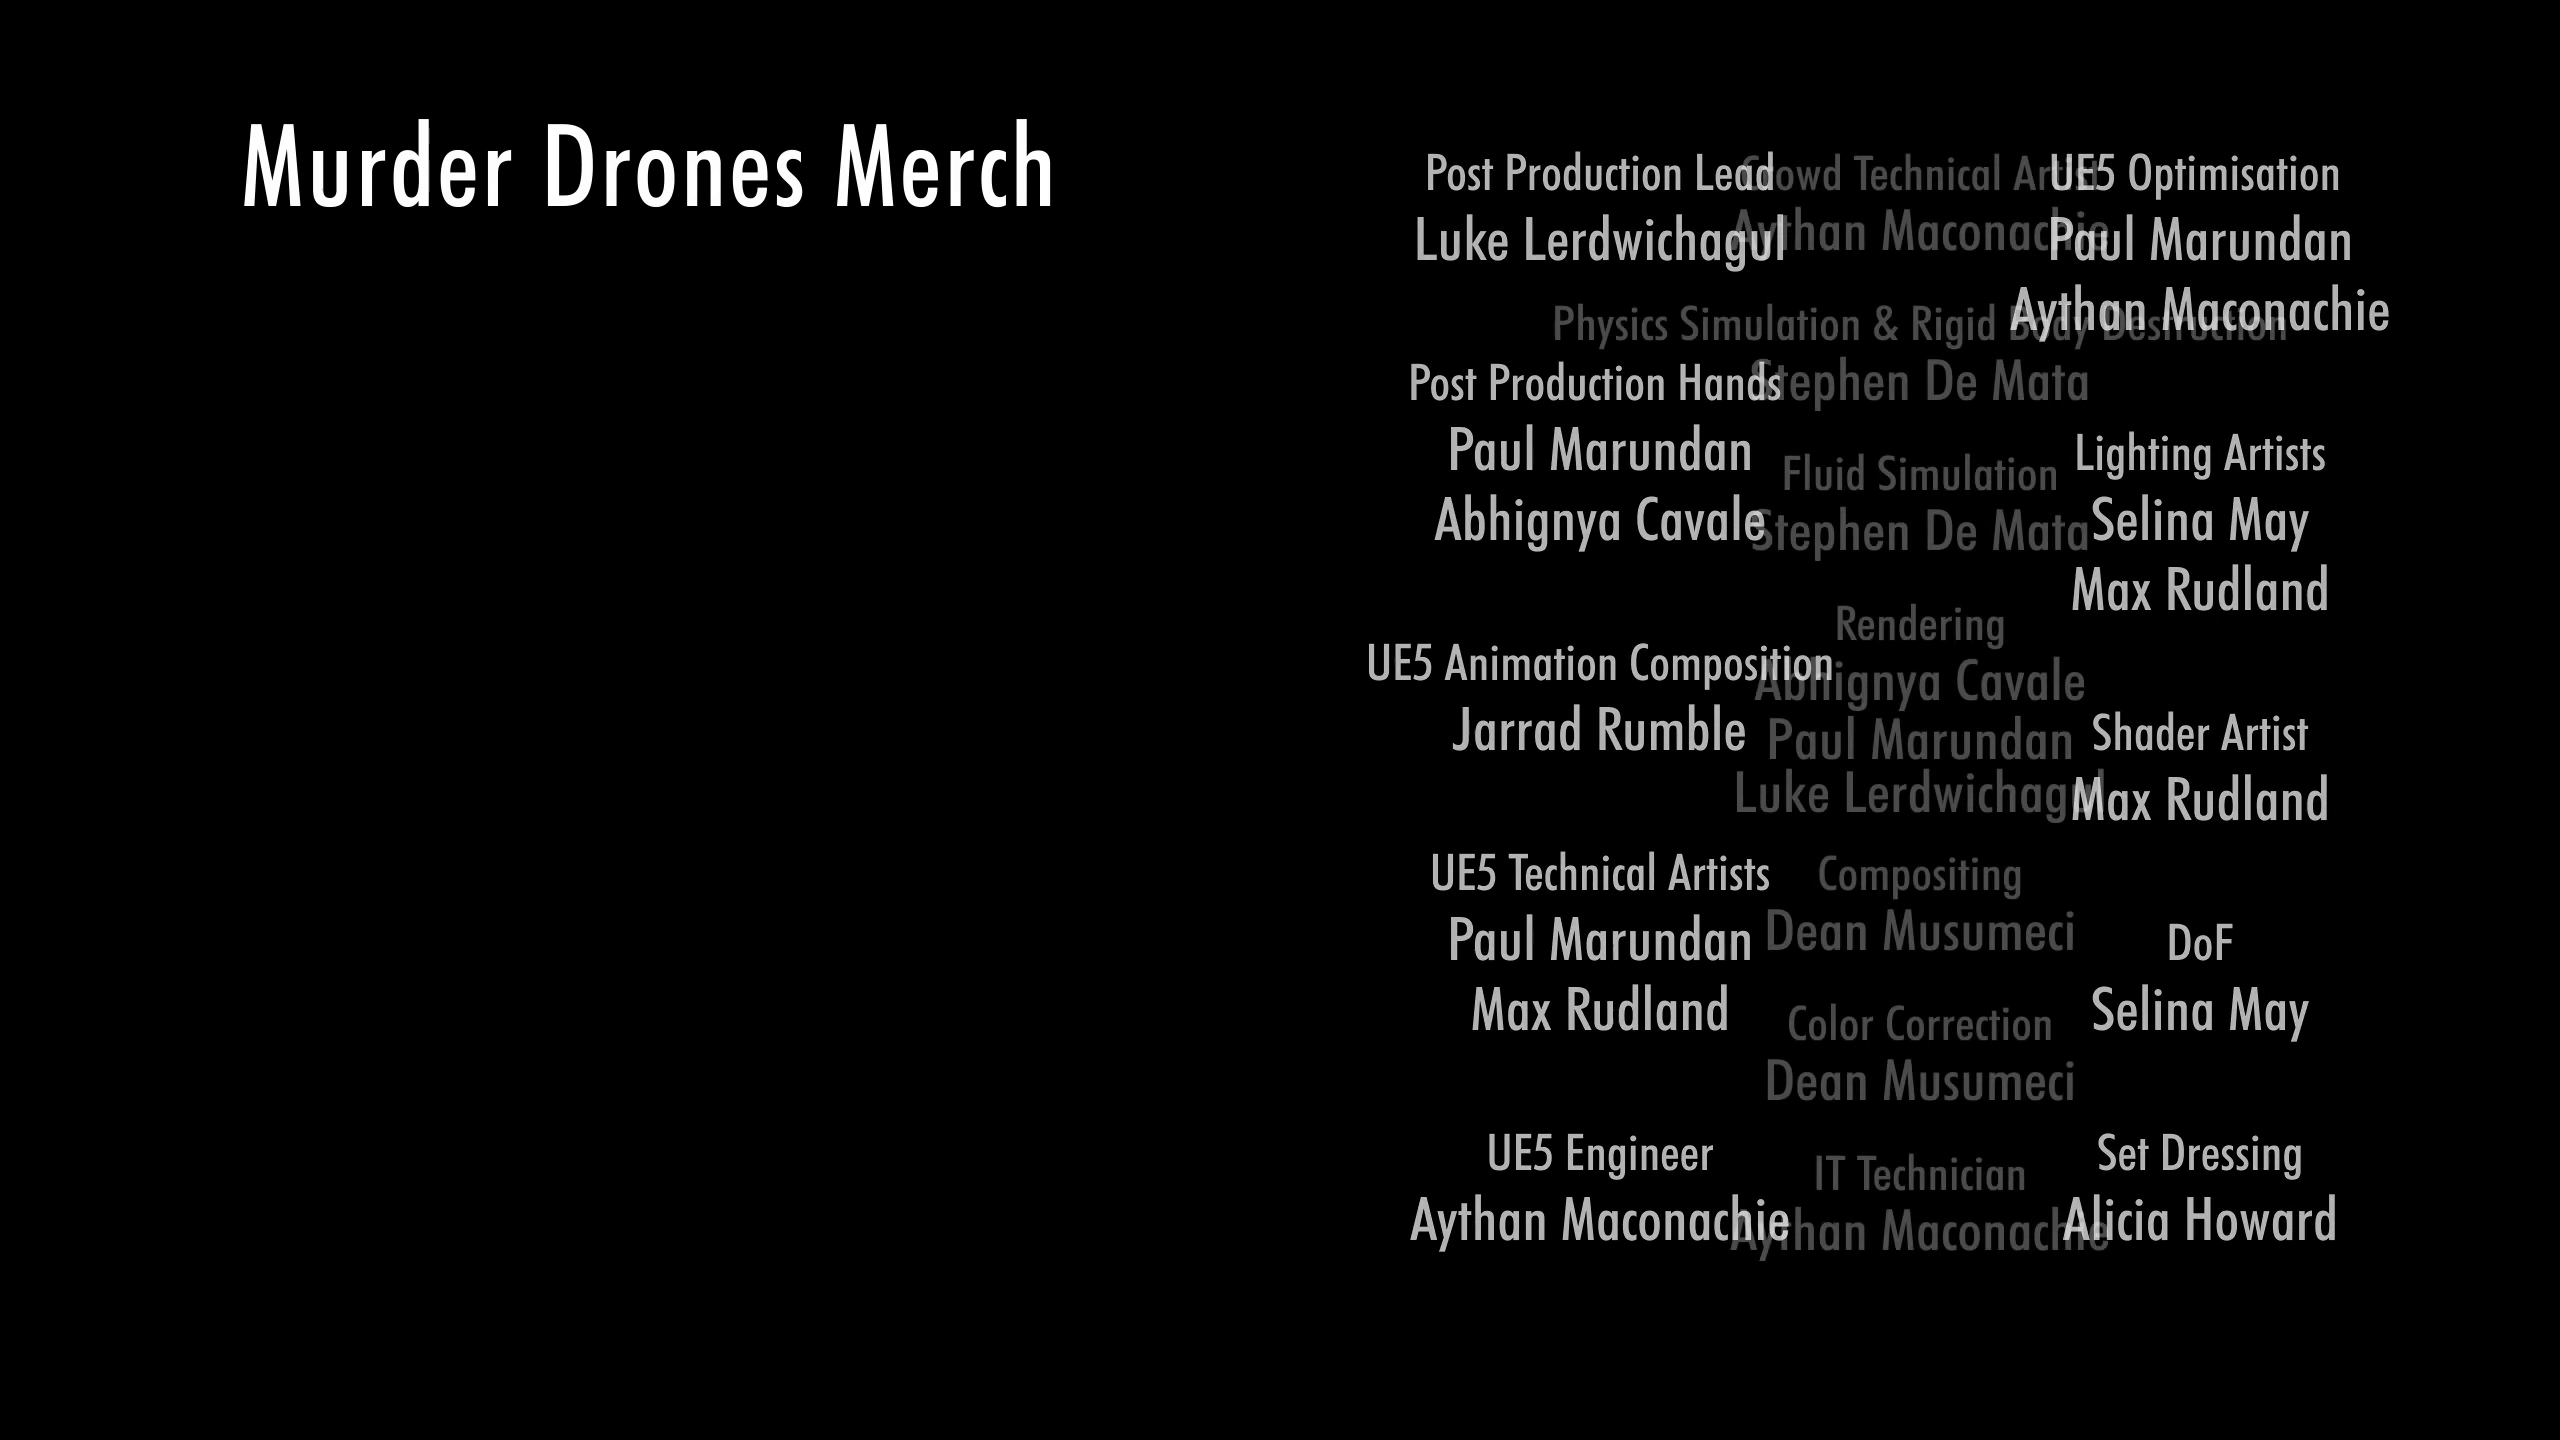 Murder Drones Merch
Post Production Lead
Luke Lerdwichagul
Post Production Hands
Paul Marundan
Abhignya Cavale
UE5 Animation Composition
Jarrad Rumble
UE5 Technical Artists
Paul Marundan
Max Rudland
UE5 Engineer
Aythan Maconachie
Crowd Technical Artist
Aythan Maconachie
Physics Simulation & Rigid Body Destruction
Stephen De Mata
Fluid Simulation
Stephen De Mata
Rendering
Abhignya Cavale
Paul Marundan
Luke Lerdwichagul
Compositing
Dean Musumeci
Color Correction
Dean Musumeci
IT Technician
Aythan Maconachie
UE5 Optimisation
Paul Marundan
Aythan Maconachie
Lighting Artists
Selina May
Max Rudland
Shader Artist
Max Rudland
DoF
Selina May
Set Dressing
Alicia Howard